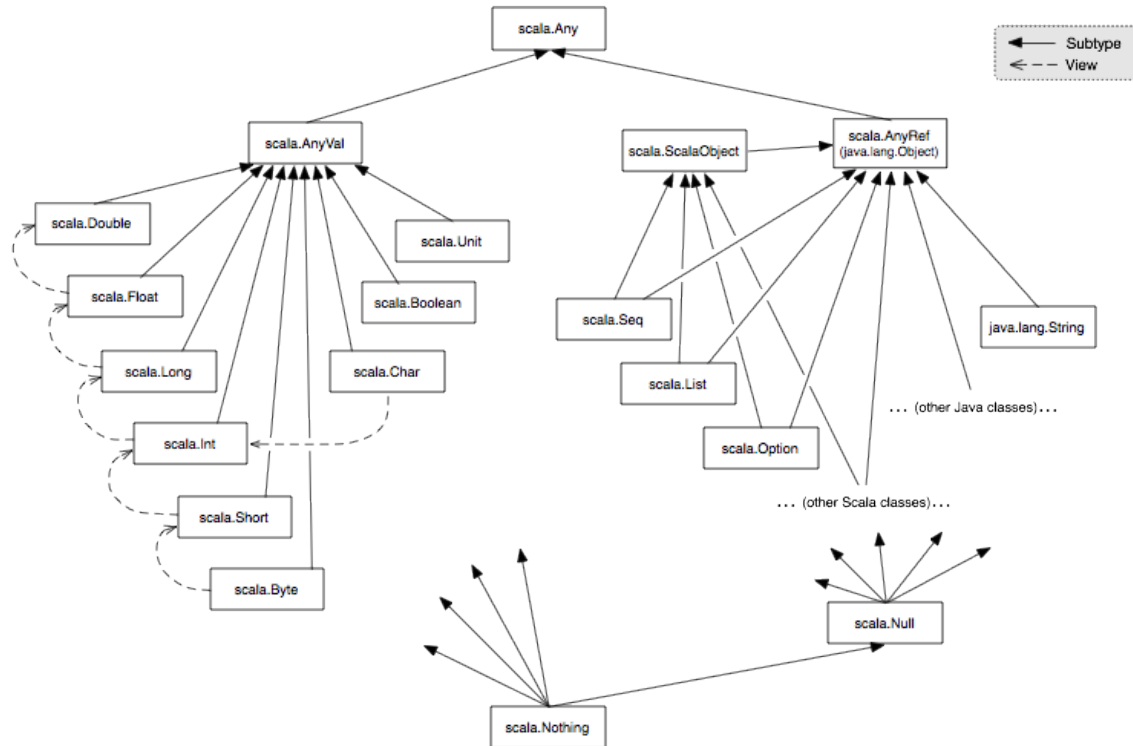 scala.Any
Subtype
View
scala.AnyVal
scala.ScalaObject
scala.AnyRef
(java.lang.Object)
scala.Double
scala.Unit
scala.Float
scala.Boolean
scala.Seq
java.lang.String
scala.Long
scala.Char
scala.List
... (other Java classes)...
scala.Int
scala.Option
scala.Short
... (other Scala classes)...
scala.Byte
scala.Null
scala.Nothing